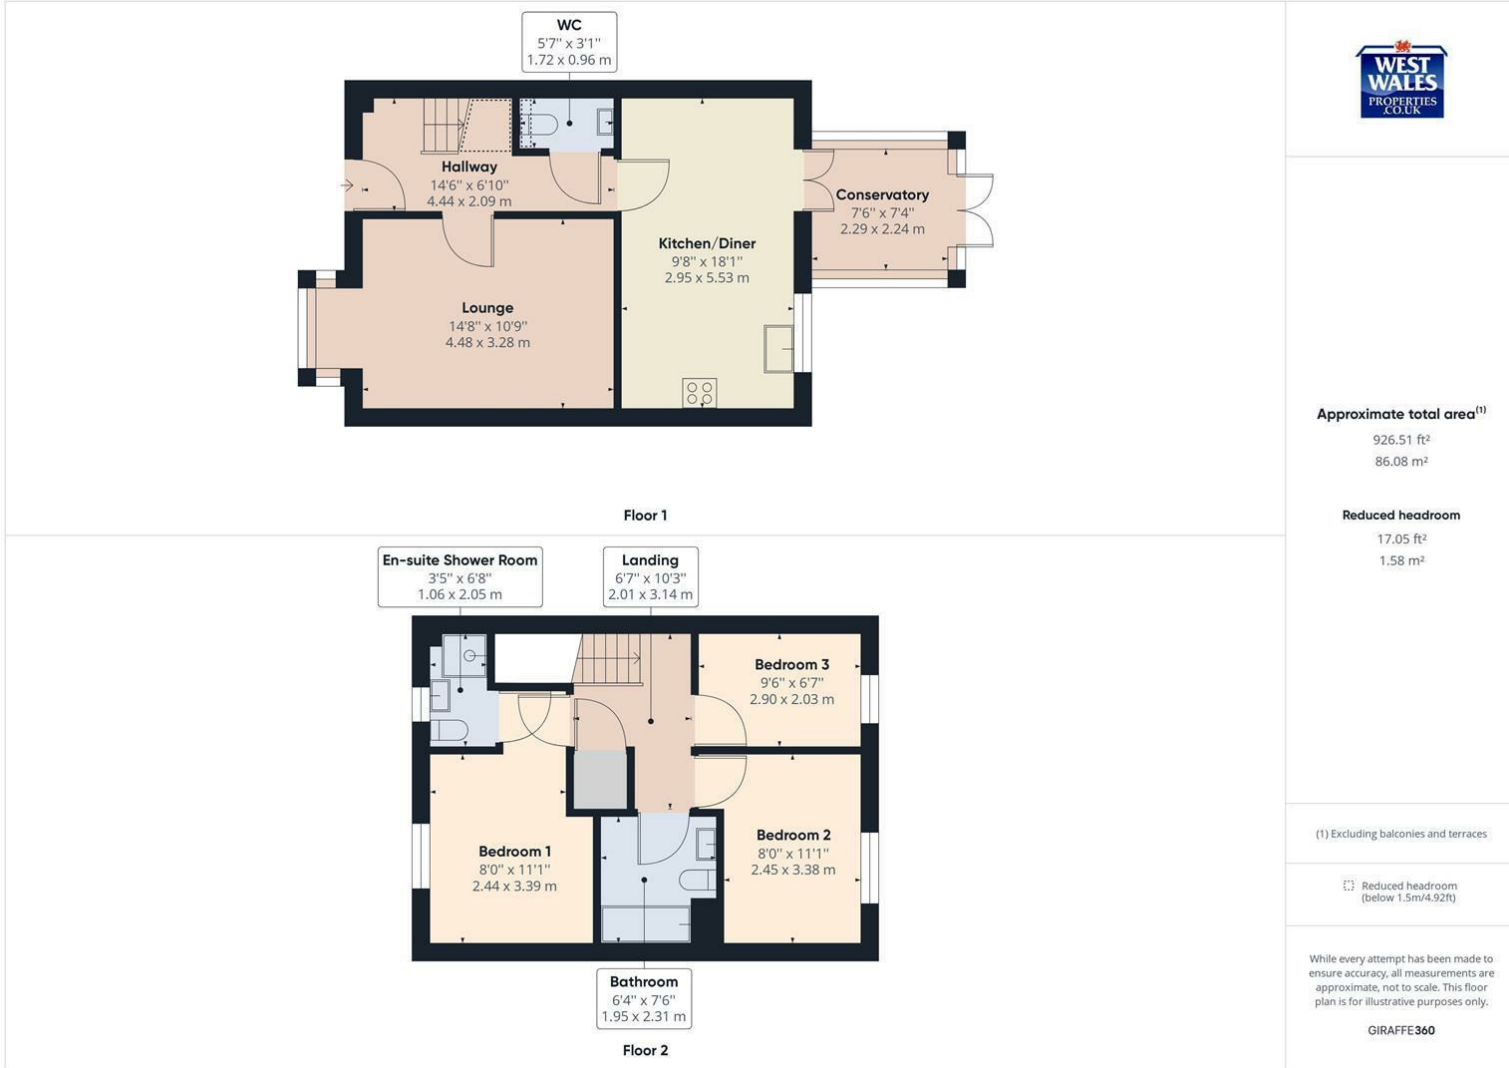 WC
5'7" x 3'1"
1.72 x 0.96 m
Hallway
14'6" x 6'10"
4.44 x 2.09 m
Kitchen/Diner
9'8" x 18'1"
2.95 x 5.53 m
Conservatory
7'6" x 7'4"
2.29 x 2.24 m
Lounge
14'8" x 10'9"
4.48 x 3.28 m
Floor 1
En-suite Shower Room
3'5" x 6'8"
1.06 x 2.05 m
Landing
6'7" x 10'3"
2.01 x 3.14 m
Bedroom 3
9'6" x 6'7"
2.90 x 2.03 m
Bedroom 1
8'0" x 11'1"
2.44 x 3.39 m
Bedroom 2
8'0" x 11'1"
2.45 x 3.38 m
Bathroom
6'4" x 7'6"
1.95 x 2.31 m
Floor 2
WEST
WALES
PROPERTIES
.CO.UK
Approximate total area(1)
926.51 ft²
86.08 m²
Reduced headroom
17.05 ft²
1.58 m²
(1) Excluding balconies and terraces
Reduced headroom
(below 1.5m/4.92ft)
While every attempt has been made to
ensure accuracy, all measurements are
approximate, not to scale. This floor
plan is for illustrative purposes only.
GIRAFFE360